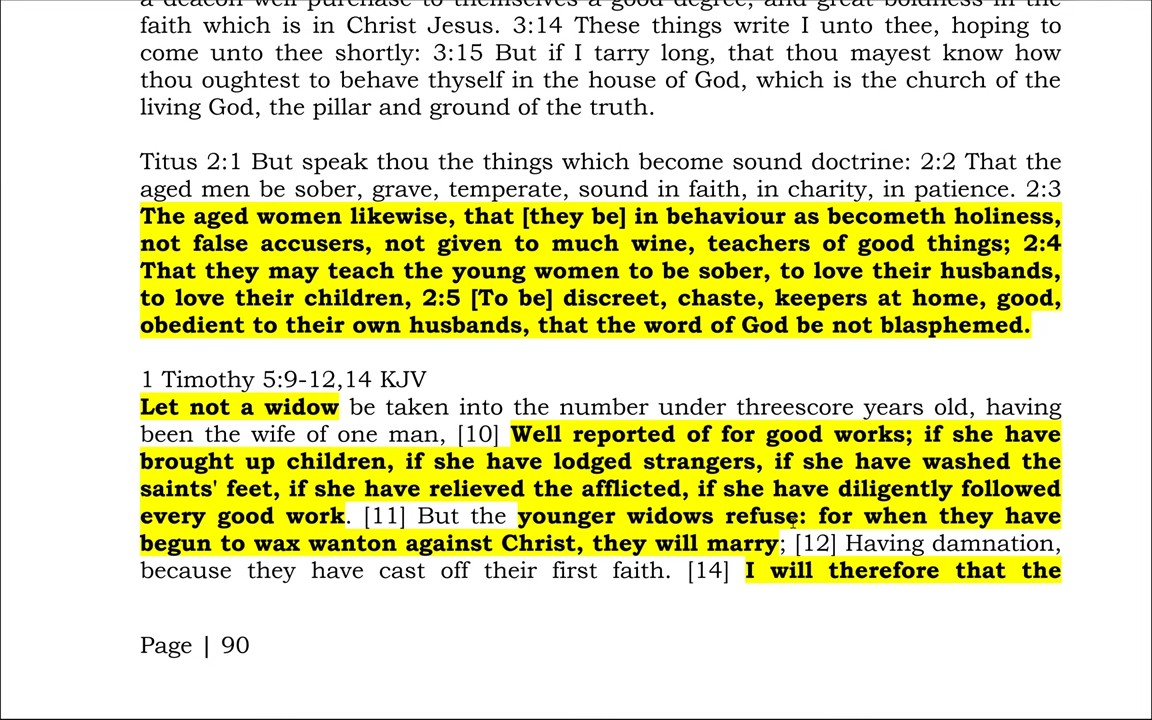 a deacon well purchase to themselves a good degree, and great boldness in the
faith which is in Christ Jesus. 3:14 These things write I unto thee, hoping to
come unto thee shortly: 3:15 But if I tarry long, that thou mayest know how
thou oughtest to behave thyself in the house of God, which is the church of the
living God, the pillar and ground of the truth.
Titus 2:1 But speak thou the things which become sound doctrine: 2:2 That the
aged men be sober, grave, temperate, sound in faith, in charity, in patience. 2:3
The aged women likewise, that [they be] in behaviour as becometh holiness,
not false accusers, not given to much wine, teachers of good things; 2:4
That they may teach the young women to be sober, to love their husbands,
to love their children, 2:5 [To be] discreet, chaste, keepers at home, good,
obedient to their own husbands, that the word of God be not blasphemed.
1 Timothy 5:9-12,14 KJV
Let not a widow be taken into the number under threescore years old, having
been the wife of one man, [10] Well reported of for good works; if she have
brought up children, if she have lodged strangers, if she have washed the
saints' feet, if she have relieved the afflicted, if she have diligently followed
every good work. [11] But the younger widows refuse: for when they have
begun to wax wanton against Christ, they will marry; [12] Having damnation,
because they have cast off their first faith. [14] I will therefore that the
Page | 90